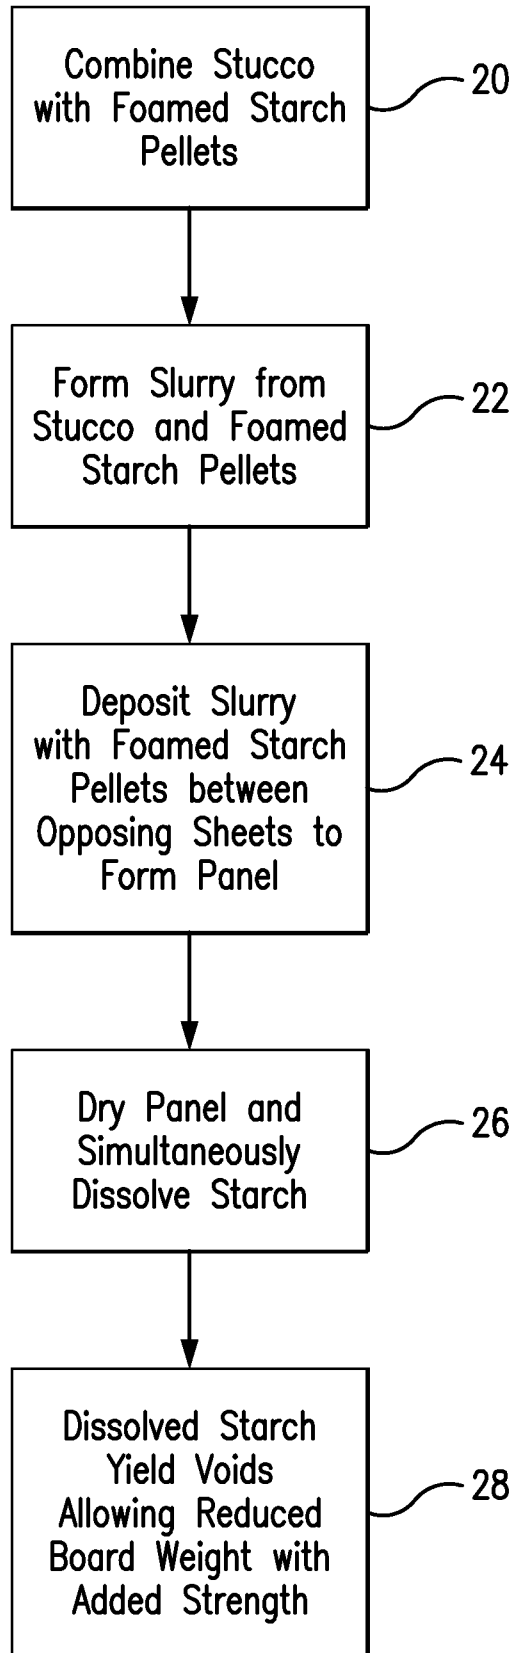 Combine Stucco
with Foamed Starch
Pellets
20
Form Slurry from
Stucco and Foamed
Starch Pellets
22
Deposit Slurry
with Foamed Starch
Pellets between
Opposing Sheets to
Form Panel
24
Dry Panel and
Simultaneously
Dissolve Starch
26
Dissolved Starch
Yield Voids
Allowing Reduced
Board Weight with
Added Strength
28